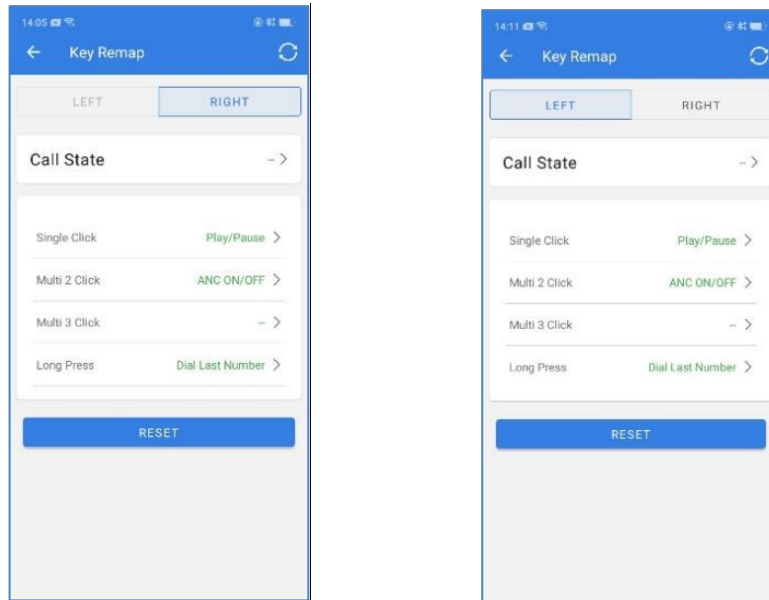 14:05
Key Remap
LEFT RIGHT
Call State -- >
Single Click Play/Pause >
Multi 2 Click ANC ON/OFF >
Multi 3 Click -- >
Long Press Dial Last Number >
RESET
14:11
Key Remap
LEFT RIGHT
Call State -- >
Single Click Play/Pause >
Multi 2 Click ANC ON/OFF >
Multi 3 Click -- >
Long Press Dial Last Number >
RESET